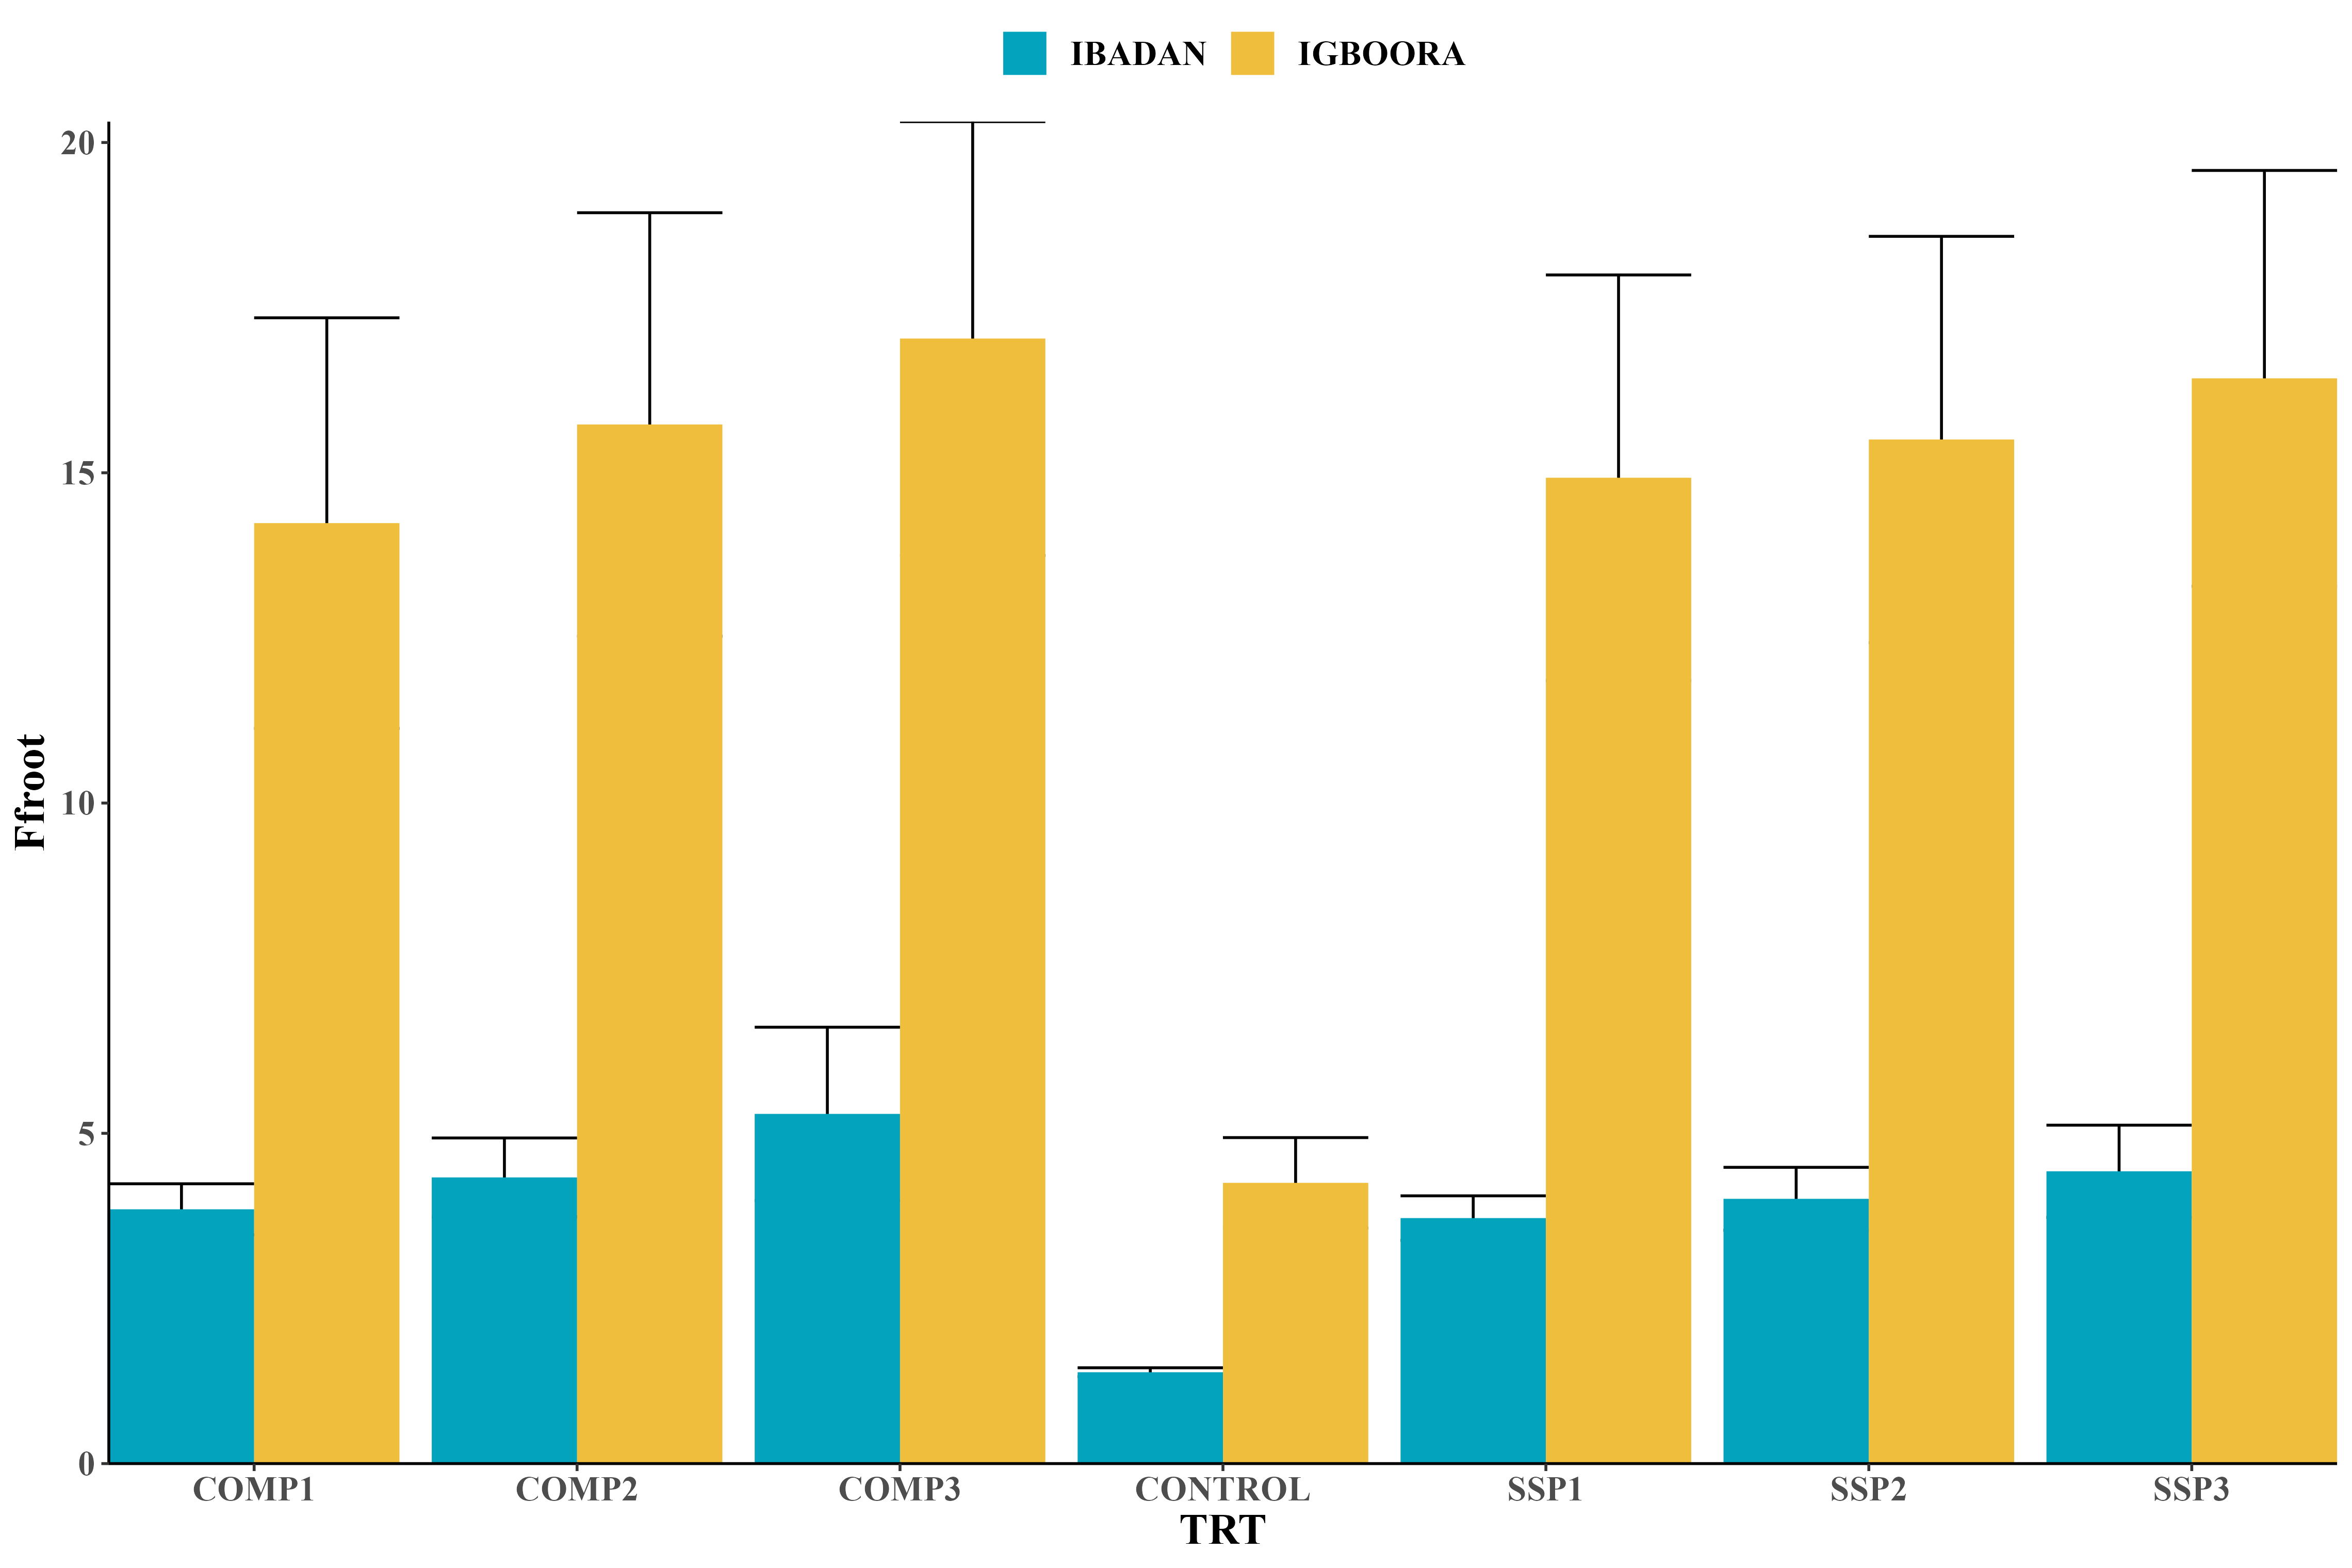 IBADAN IGBOORA
20
15
10
5
0
Ffroot
COMP1 COMP2 COMP3 CONTROL SSP1 SSP2 SSP3
TRT